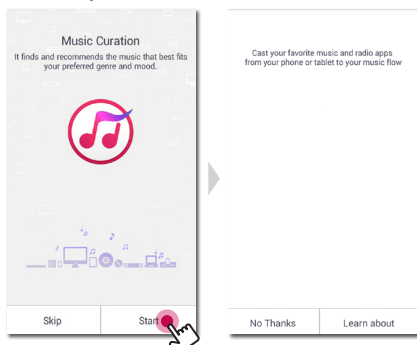 Music Curation
It finds and recommends the music that best fits
your preferred genre and mood.
Skip
Start
Cast your favorite music and radio apps
from your phone or tablet to your music flow
No Thanks
Learn about